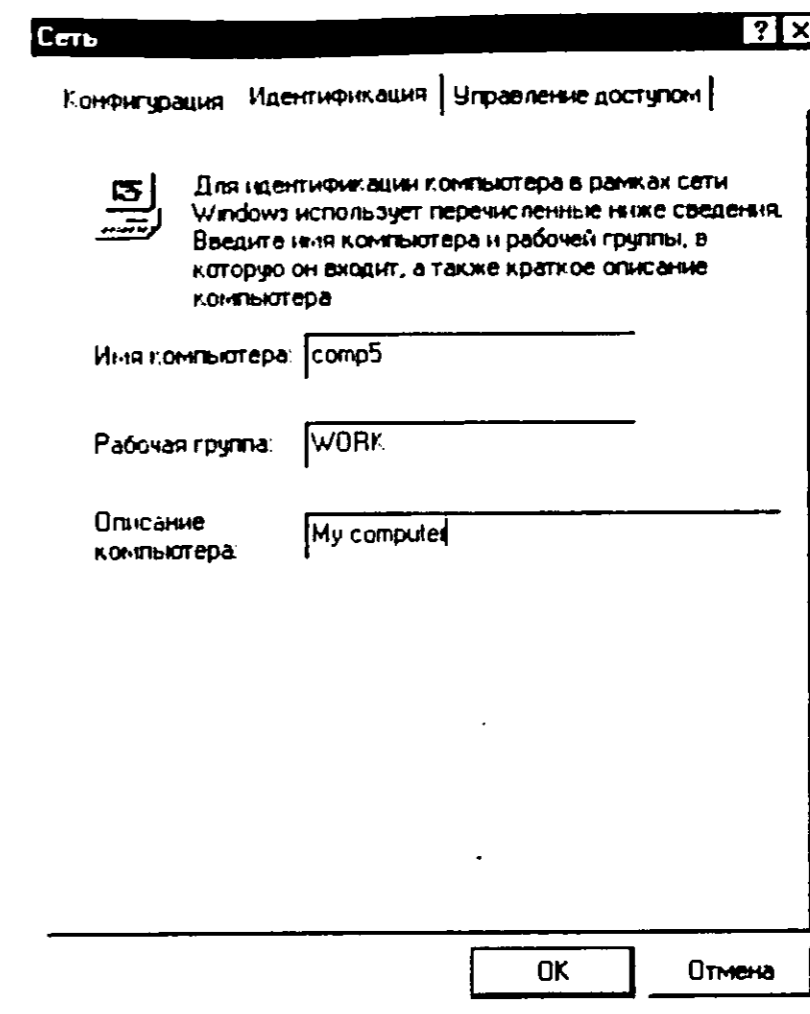 Сеть
Конфигурация Идентификация Управление доступом
Для идентификации компьютера в рамках сети
Windows использует перечисленные ниже сведения.
Введите имя компьютера и рабочей группы, в
которую он входит, а также краткое описание
компьютера
Имя компьютера: comp5
Рабочая группа: WORK
Описание
компьютера: My computer
OK Отмена